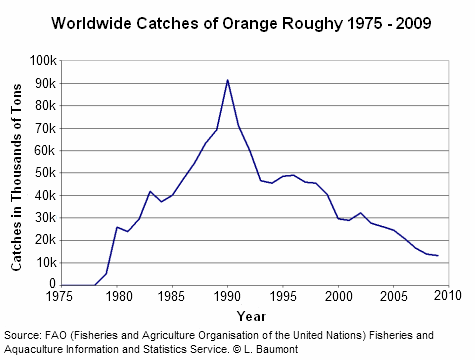 Worldwide Catches of Orange Roughy 1975 - 2009
Catches in Thousands of Tons
100k
90k
80k
70k
60k
50k
40k
30k
20k
10k
0
1975 1980 1985 1990 1995 2000 2005 2010
Year
Source: FAO (Fisheries and Agriculture Organisation of the United Nations) Fisheries and
Aquaculture Information and Statistics Service. © L. Baumont